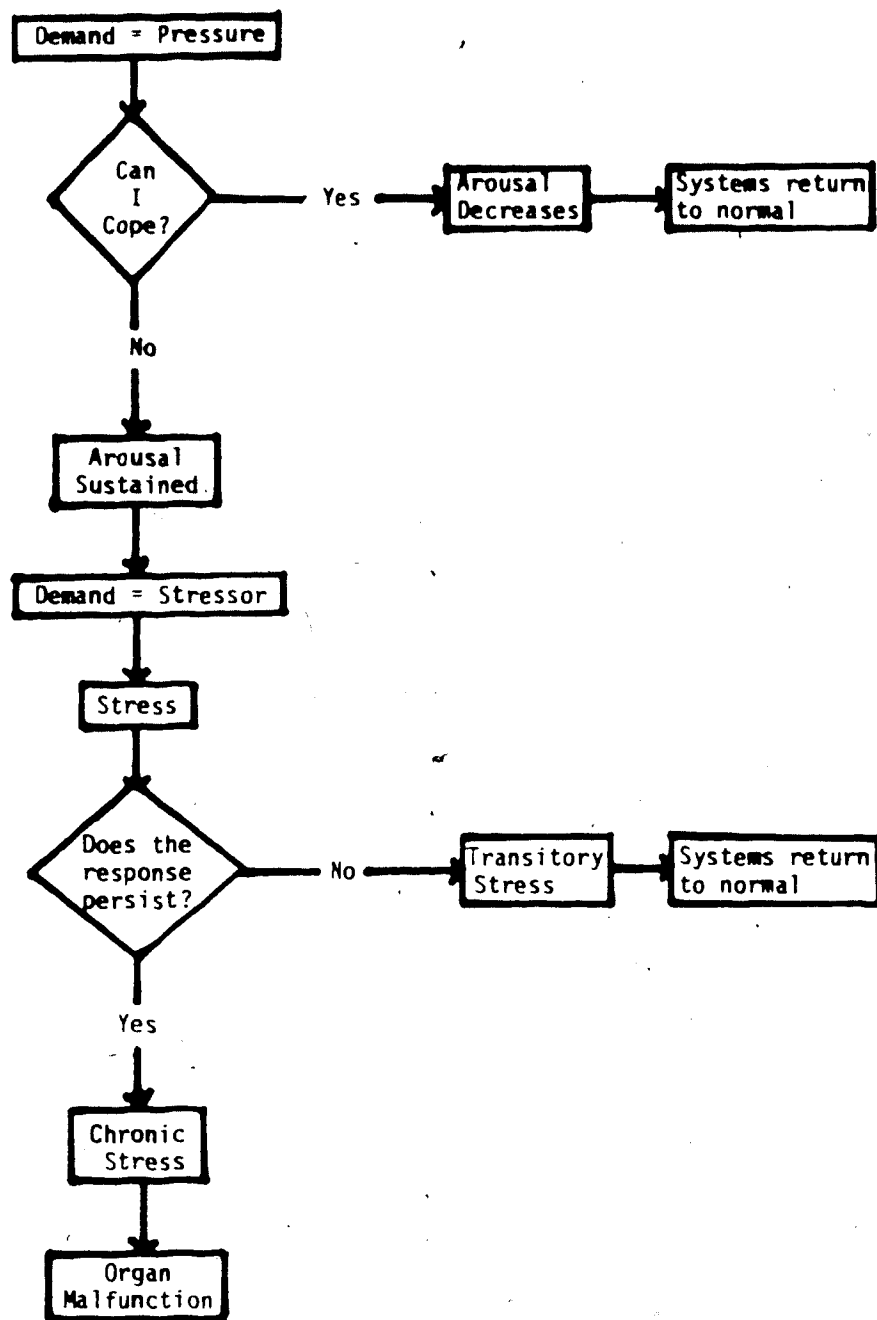 Demand = Pressure
Can
I
Cope?
Yes
Arousal
Decreases
Systems return
to normal
No
Arousal
Sustained
Demand = Stressor
Stress
Does the
response
persist?
No
Transitory
Stress
Systems return
to normal
Yes
Chronic
Stress
Organ
Malfunction